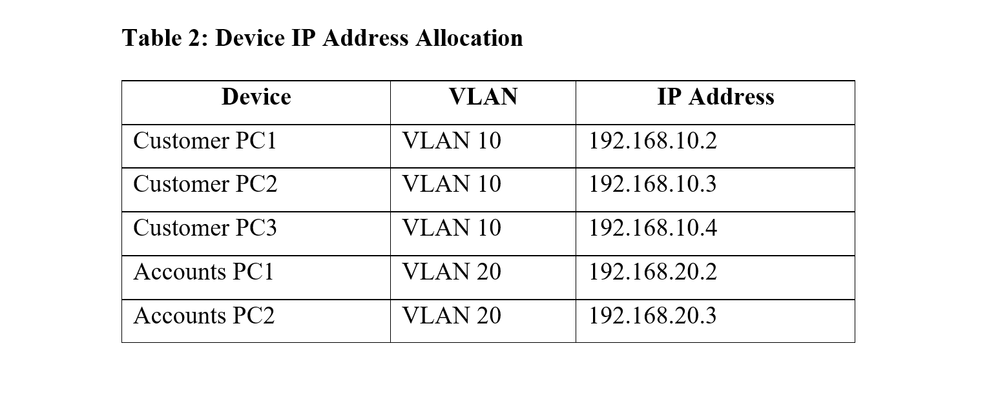 Table 2: Device IP Address Allocation
Device VLAN IP Address
Customer PC1 VLAN 10 192.168.10.2
Customer PC2 VLAN 10 192.168.10.3
Customer PC3 VLAN 10 192.168.10.4
Accounts PC1 VLAN 20 192.168.20.2
Accounts PC2 VLAN 20 192.168.20.3